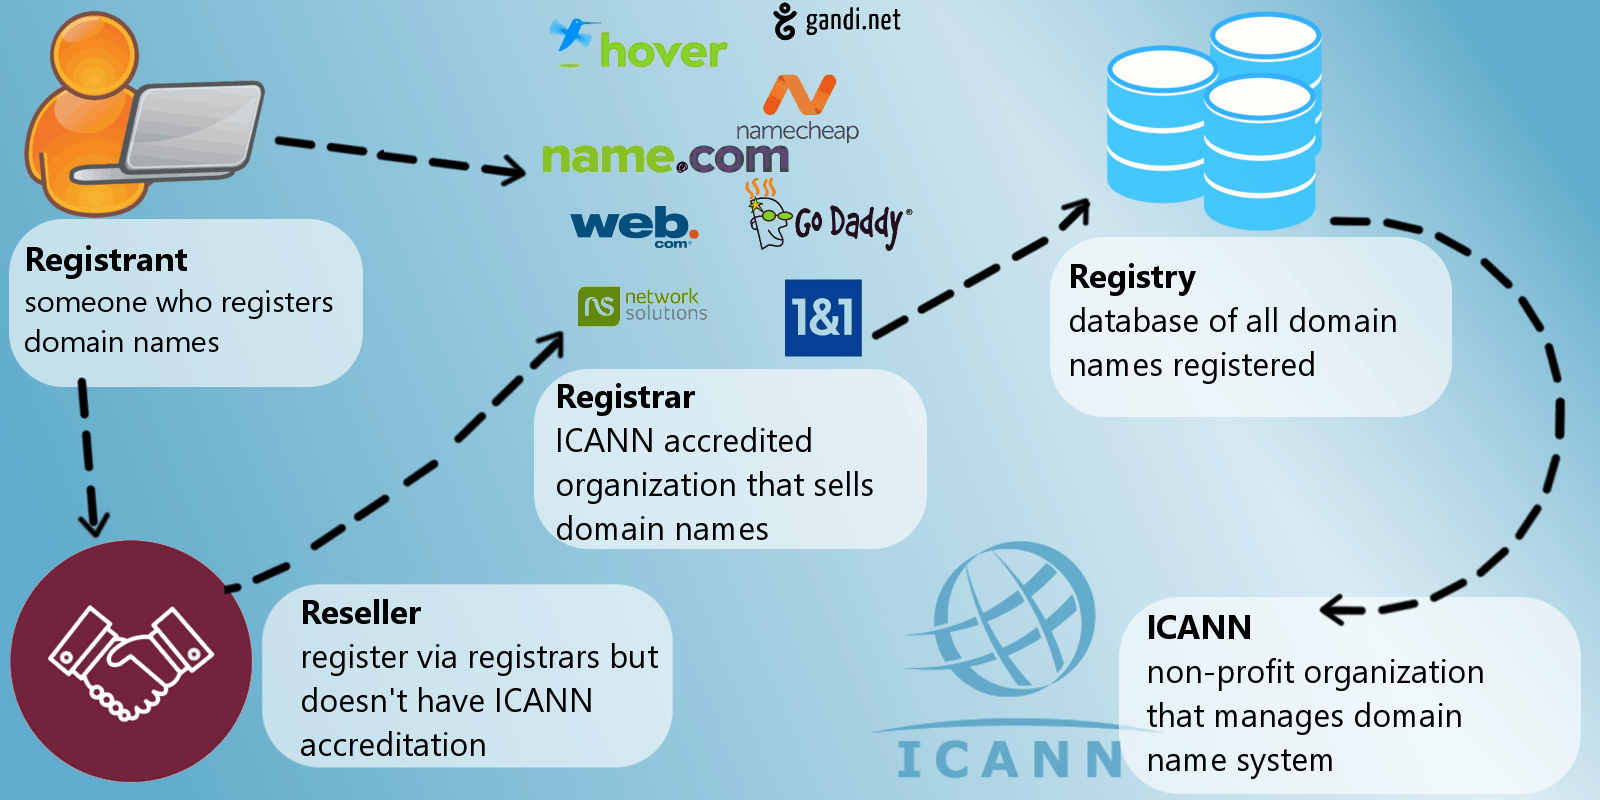 hover
gandi.net
namecheap
name.com
web.com®
Go Daddy®
network
solutions
1&1
Registrant
someone who registers
domain names
Registrar
ICANN accredited
organization that sells
domain names
Registry
database of all domain
names registered
Reseller
register via registrars but
doesn't have ICANN
accreditation
ICANN
ICANN
non-profit organization
that manages domain
name system